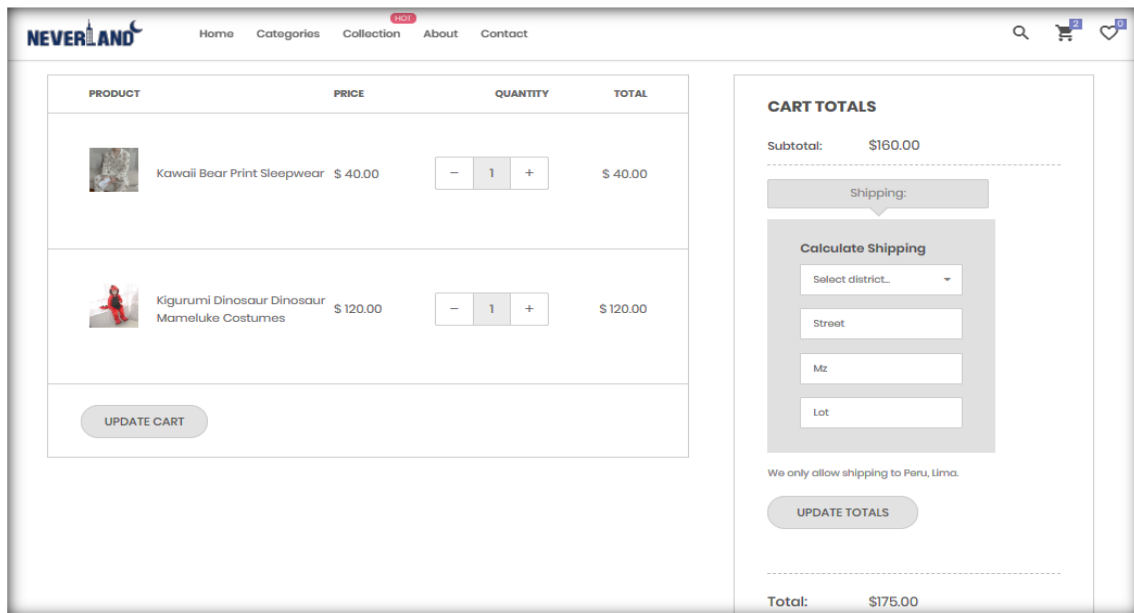 HOT
NEVERLAND Home Categories Collection About Contact 2 0
PRODUCT PRICE QUANTITY TOTAL
Kawaii Bear Print Sleepwear $ 40.00 - 1 + $ 40.00
Kigurumi Dinosaur Dinosaur
Mameluke Costumes $ 120.00 - 1 + $ 120.00
UPDATE CART
CART TOTALS
Subtotal: $160.00
Shipping:
Calculate Shipping
Select district...
Street
Mz
Lot
We only allow shipping to Peru, Lima.
UPDATE TOTALS
Total: $175.00